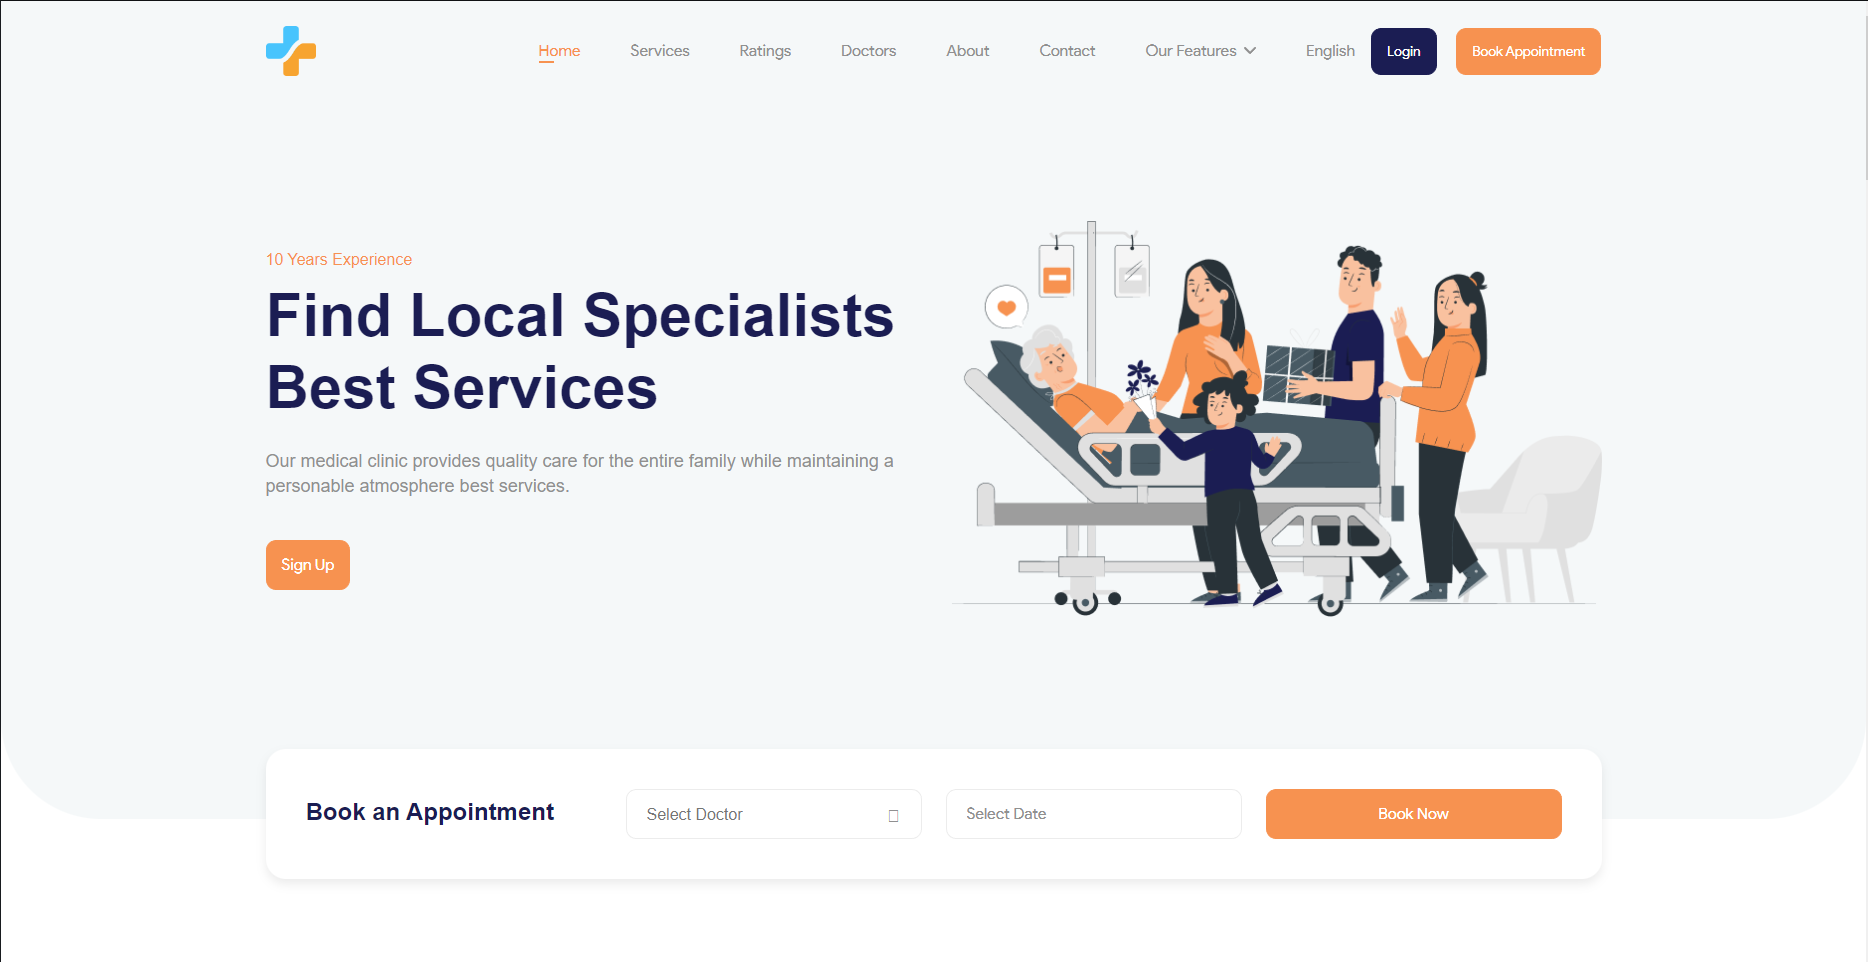 Home Services Ratings Doctors About Contact Our Features English Login Book Appointment
10 Years Experience
Find Local Specialists
Best Services
Our medical clinic provides quality care for the entire family while maintaining a
personable atmosphere best services.
Sign Up
Book an Appointment Select Doctor Select Date Book Now